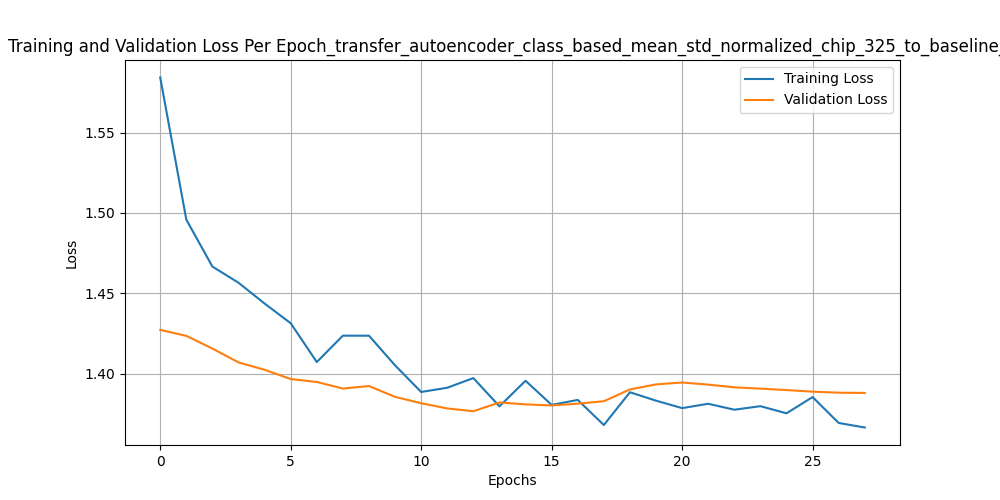 Training and Validation Loss Per Epoch_transfer_autoencoder_class_based_mean_std_normalized_chip_325_to_baseline_
Training Loss
Validation Loss
1.55
1.50
1.45
1.40
Loss
0 5 10 15 20 25
Epochs